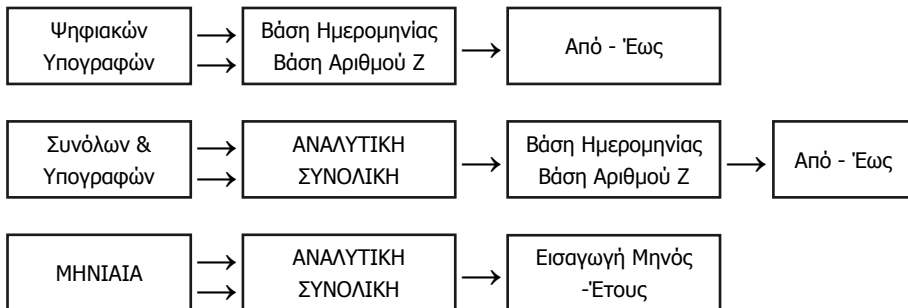 Ψηφιακών
Υπογραφών
Βάση Ημερομηνίας
Βάση Αριθμού Ζ
Από - Έως
Συνόλων &
Υπογραφών
ΑΝΑΛΥΤΙΚΗ
ΣΥΝΟΛΙΚΗ
Βάση Ημερομηνίας
Βάση Αριθμού Ζ
Από - Έως
ΜΗΝΙΑΙΑ
ΑΝΑΛΥΤΙΚΗ
ΣΥΝΟΛΙΚΗ
Εισαγωγή Μηνός
-Έτους